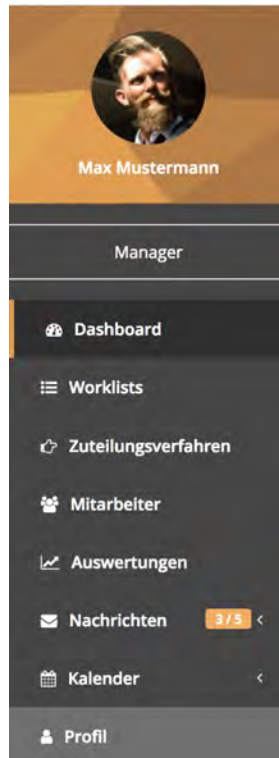 Max Mustermann
Manager
Dashboard
Worklists
Zuteilungsverfahren
Mitarbeiter
Auswertungen
Nachrichten 3 / 5
Kalender
Profil